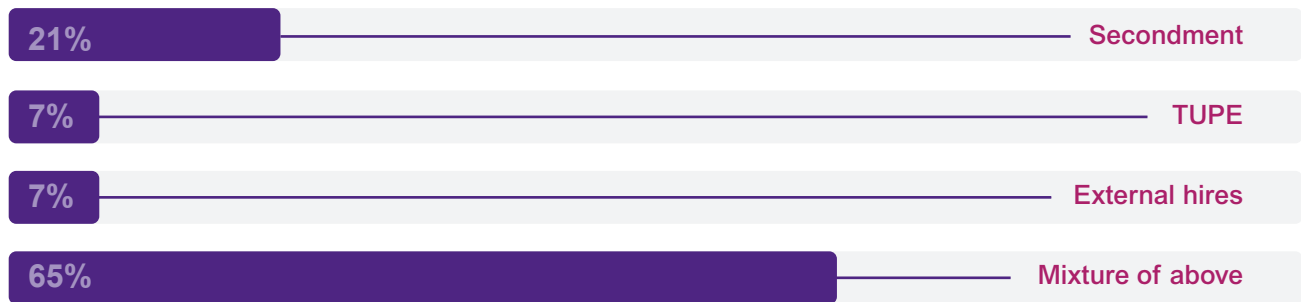 21% Secondment
7% TUPE
7% External hires
65% Mixture of above